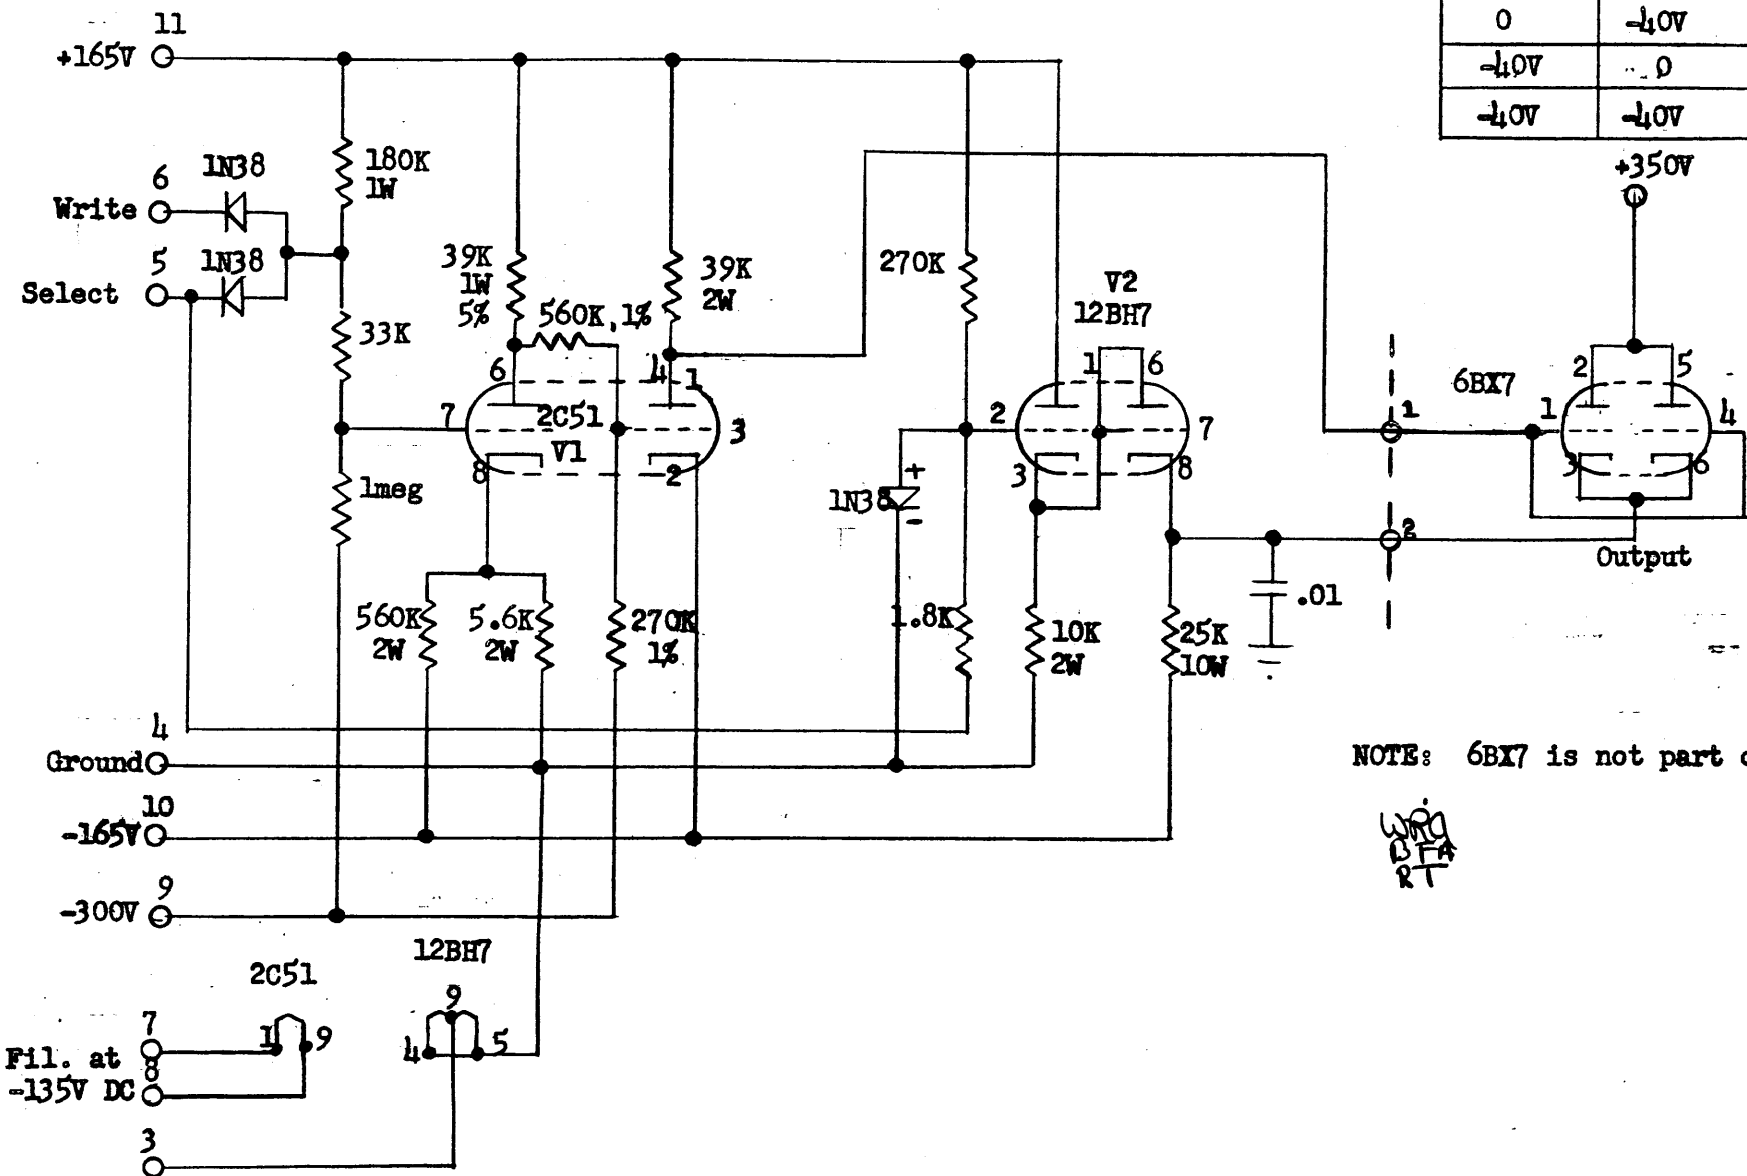 11
+165V
0 -40V
-40V 0
-40V -40V
+350V
6 1N38
180K
1W
Write
5 1N38
Select
39K
1W
5%
560K, 1%
39K
2W
270K
V2
12BH7
33K
6 4 1
1 6
6BX7
2 5
7 2C51 3
V1
8 2
2 7
3 8
1 1 4
3 6
1meg
1N38 +
-
2
Output
560K
2W
5.6K
2W
270K
1%
1.8K
10K
2W
25K
10W
.01
4
Ground
NOTE: 6BX7 is not part
10
-165V
WRG
BFA
RT
9
-300V
12BH7
2C51
9
7
1 9
4 5
Fil. at
8
-135V DC
3